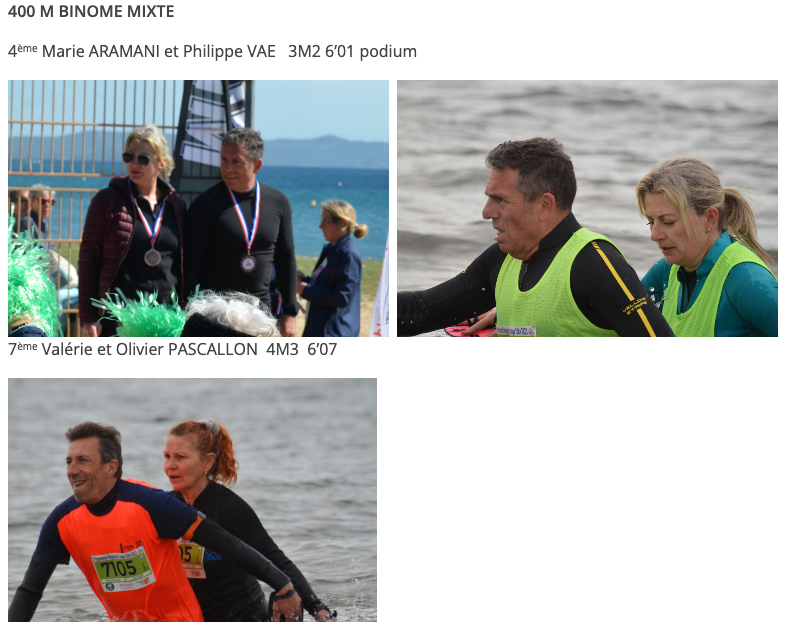 400 M BINOME MIXTE
4ème Marie ARAMANI et Philippe VAE 3M2 6’01 podium
7ème Valérie et Olivier PASCALLON 4M3 6’07
7105
05